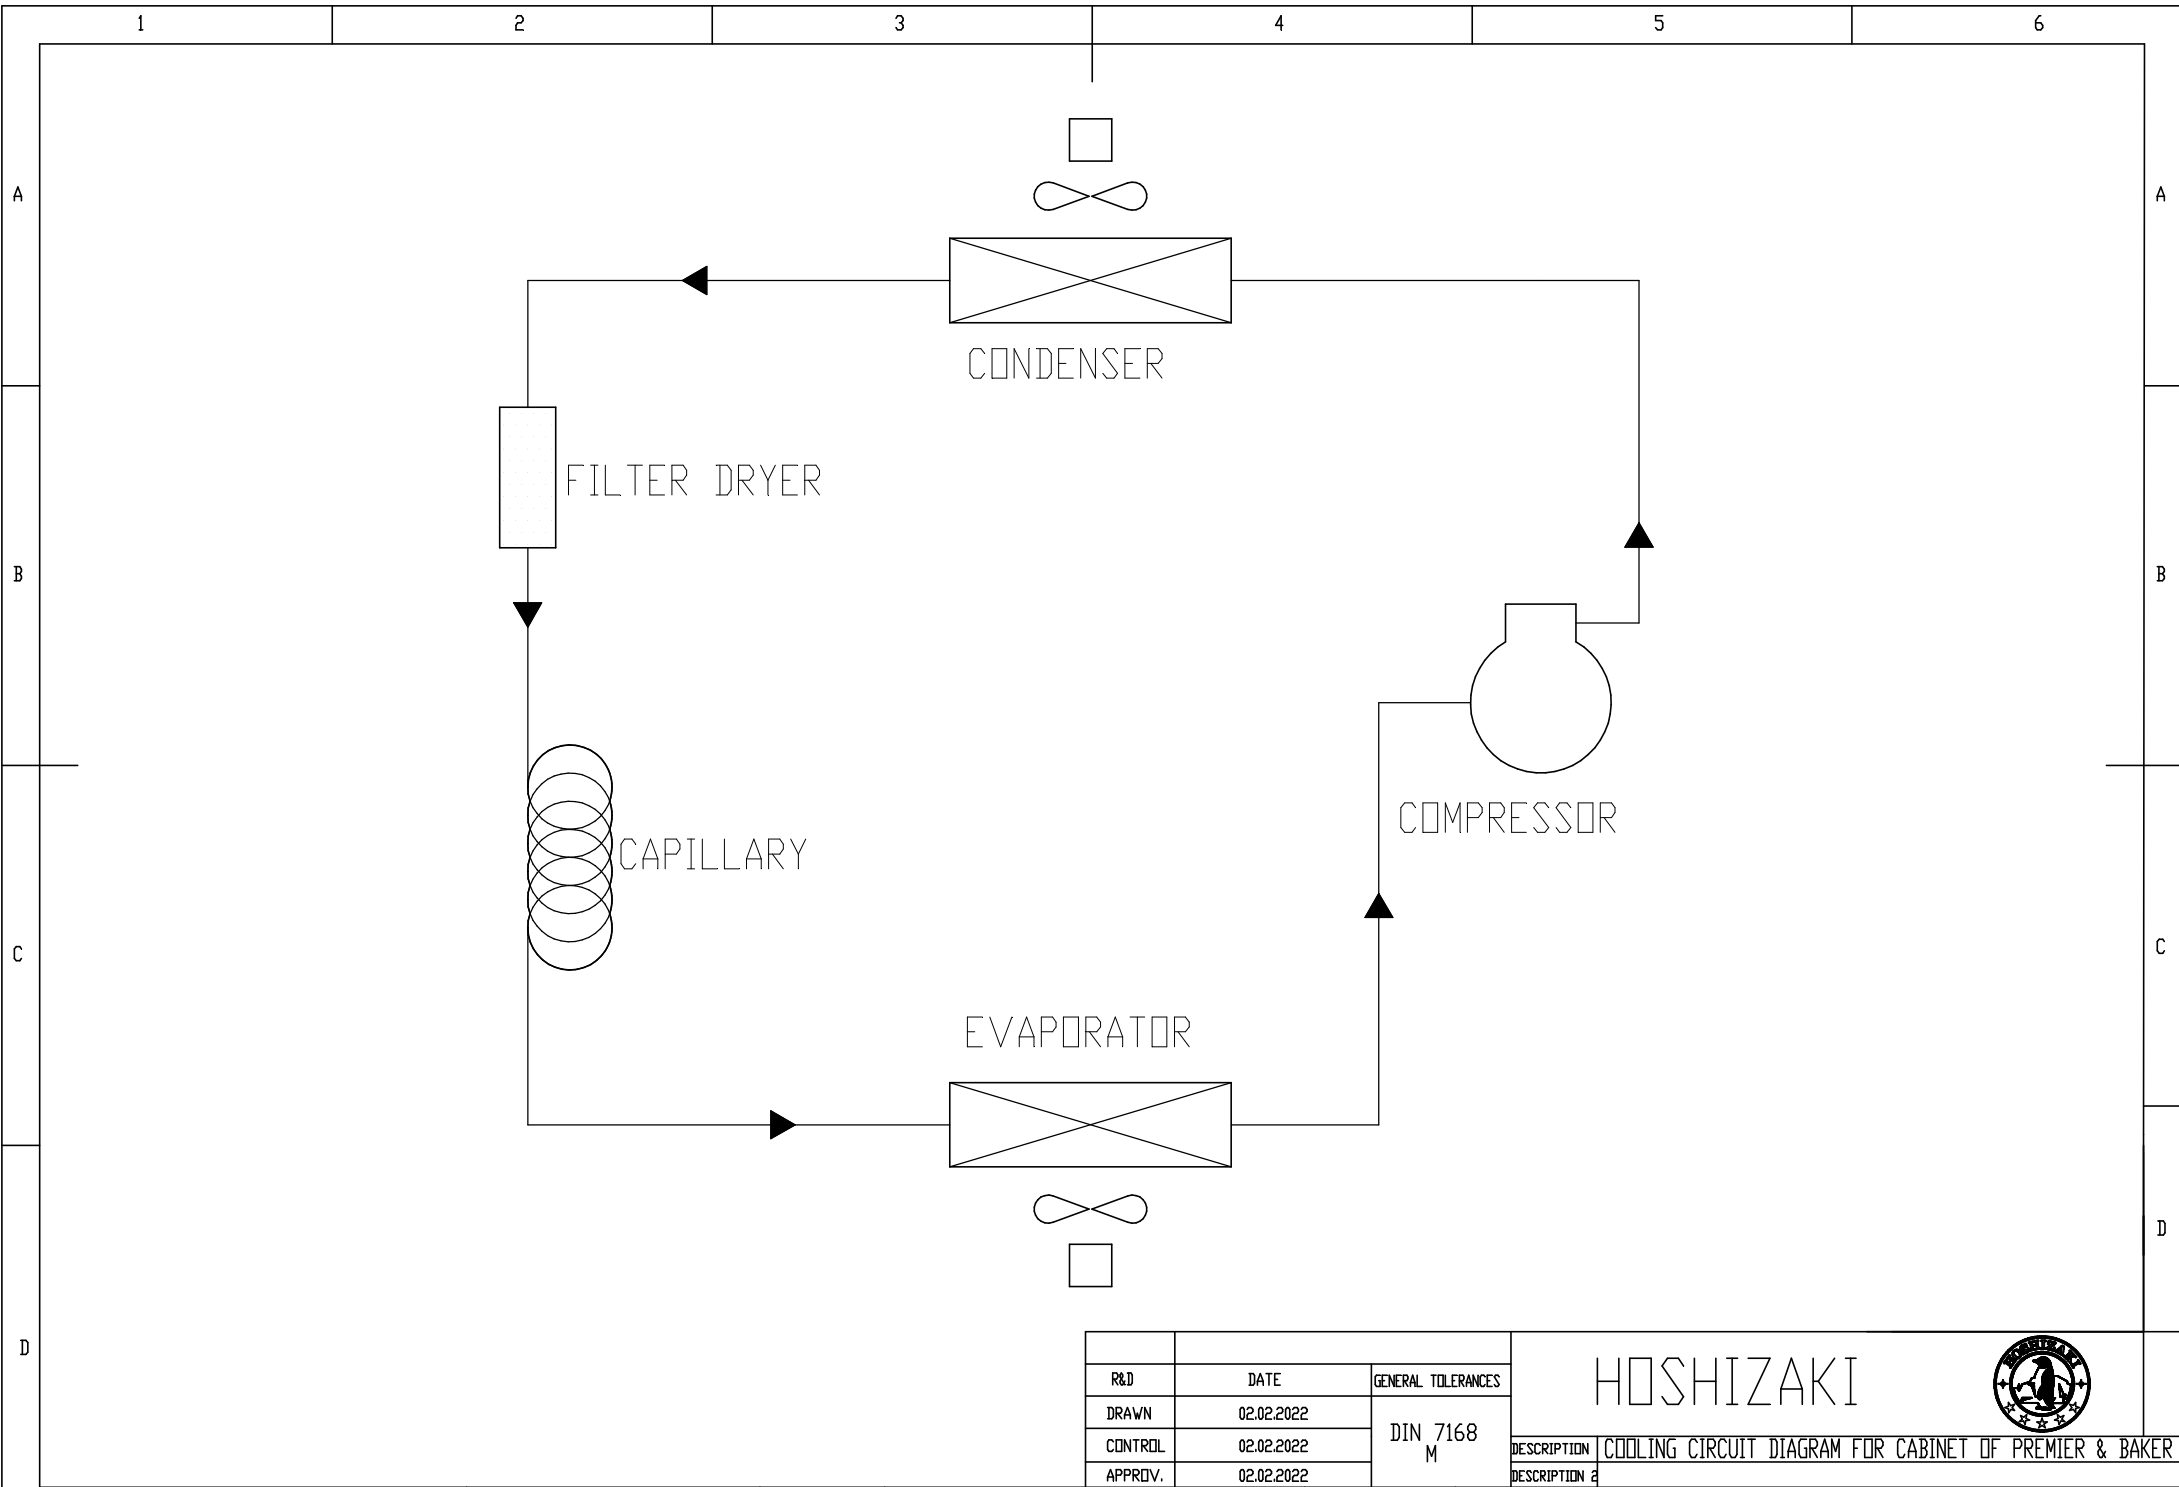 1 2 3 4 5 6
A A
CONDENSER
FILTER DRYER
B B
COMPRESSOR
CAPILLARY
C C
EVAPORATOR
D
D
HOSHIZAKI
HOSHIZAKI
R&D DATE GENERAL TOLERANCES
DRAWN 02.02.2022
DIN 7168
M
CONTROL 02.02.2022
DESCRIPTION COOLING CIRCUIT DIAGRAM FOR CABINET OF PREMIER & BAKER
APPROV. 02.02.2022
DESCRIPTION 2